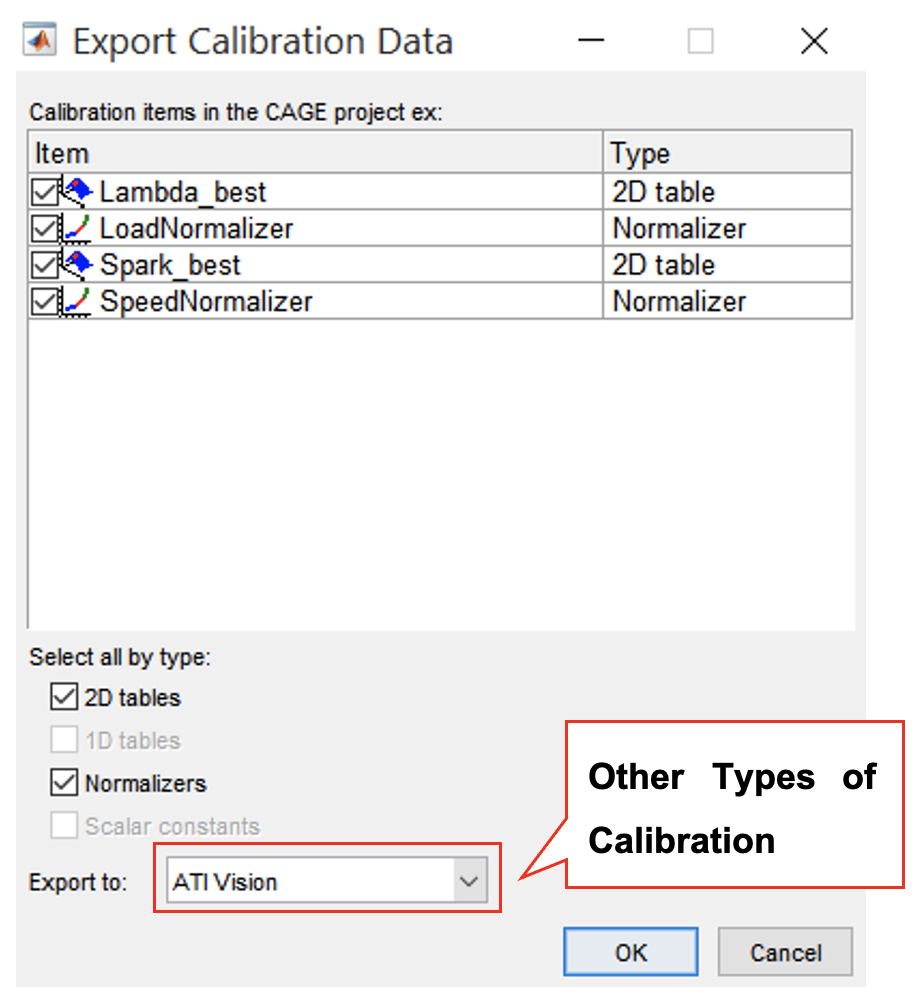 Export Calibration Data
Calibration items in the CAGE project ex:
Item Type
Lambda_best 2D table
LoadNormalizer Normalizer
Spark_best 2D table
SpeedNormalizer Normalizer
Select all by type:
2D tables
1D tables
Normalizers
Scalar constants
Other Types of
Calibration
Export to: ATI Vision
OK Cancel